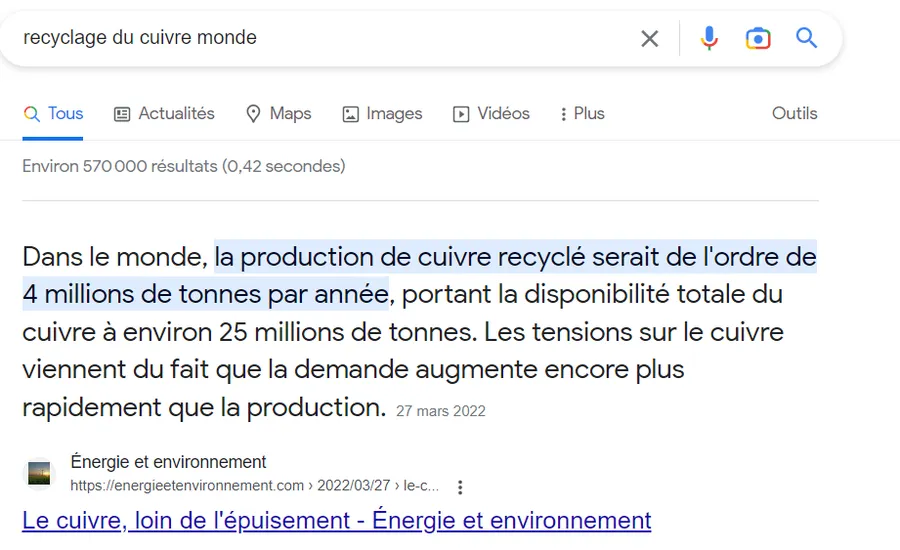 recyclage du cuivre monde
Tous Actualités Maps Images Vidéos Plus Outils
Environ 570 000 résultats (0,42 secondes)
Dans le monde, la production de cuivre recyclé serait de l'ordre de
4 millions de tonnes par année, portant la disponibilité totale du
cuivre à environ 25 millions de tonnes. Les tensions sur le cuivre
viennent du fait que la demande augmente encore plus
rapidement que la production. 27 mars 2022
Énergie et environnement
https://energieetenvironnement.com › 2022/03/27 › le-c...
Le cuivre, loin de l'épuisement - Énergie et environnement